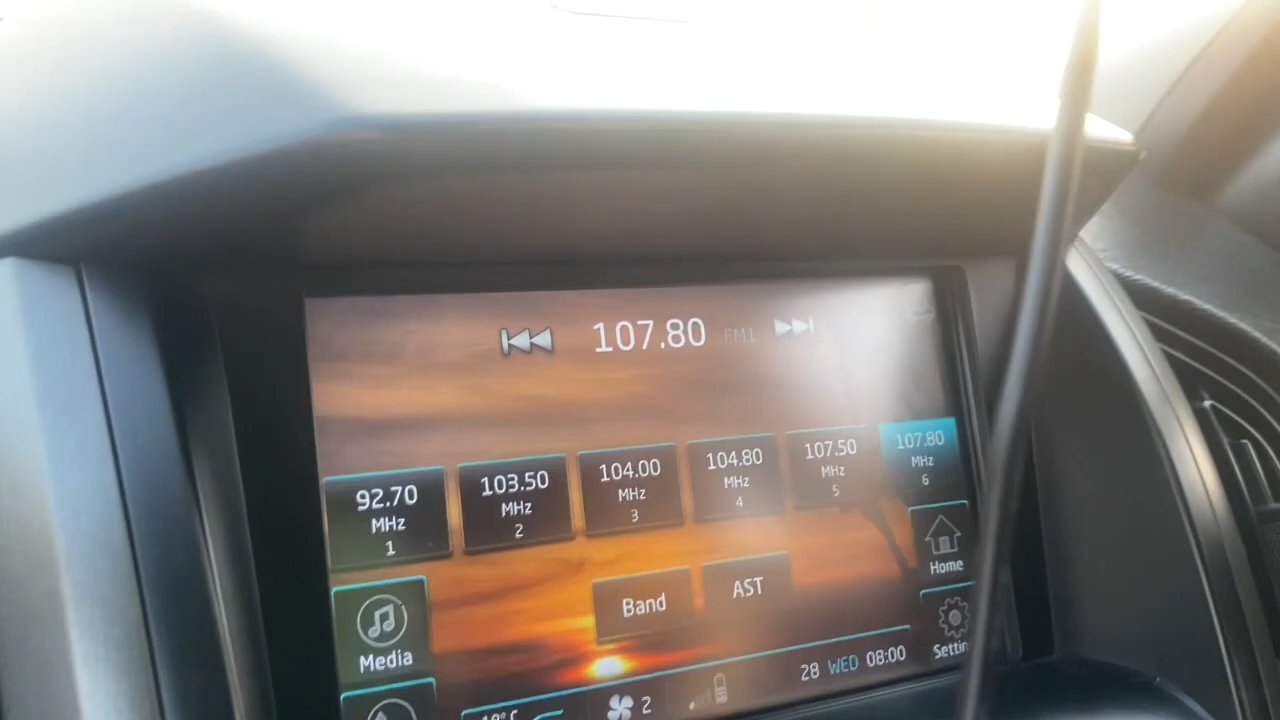 107.80 FM1
92.70 MHz 1
103.50 MHz 2
104.00 MHz 3
104.80 MHz 4
107.50 MHz 5
107.80 MHz 6
Home
Band
AST
Media
28 WED 08:00
2